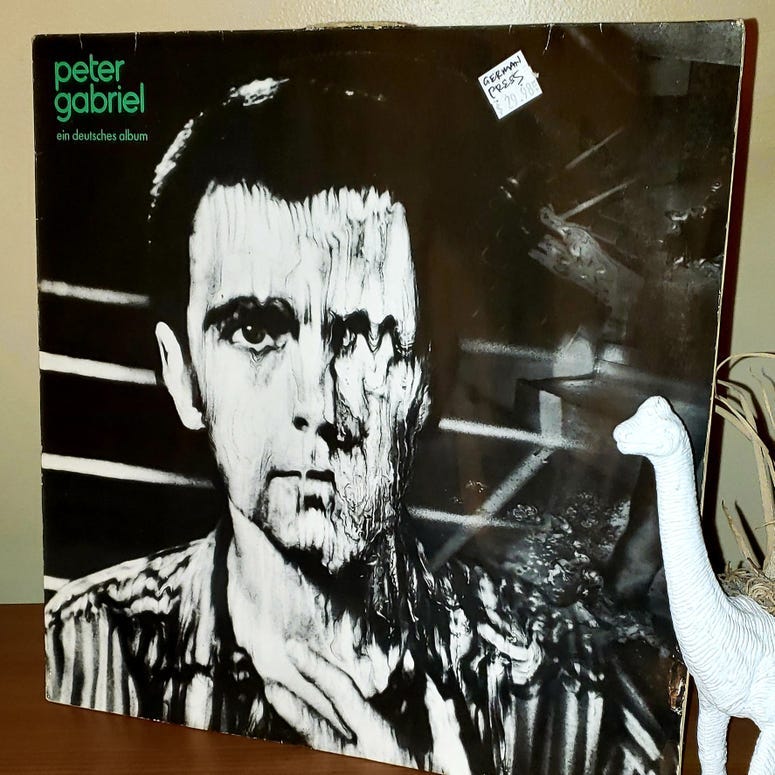 peter
gabriel
ein deutsches album
GERMAN
PRESS